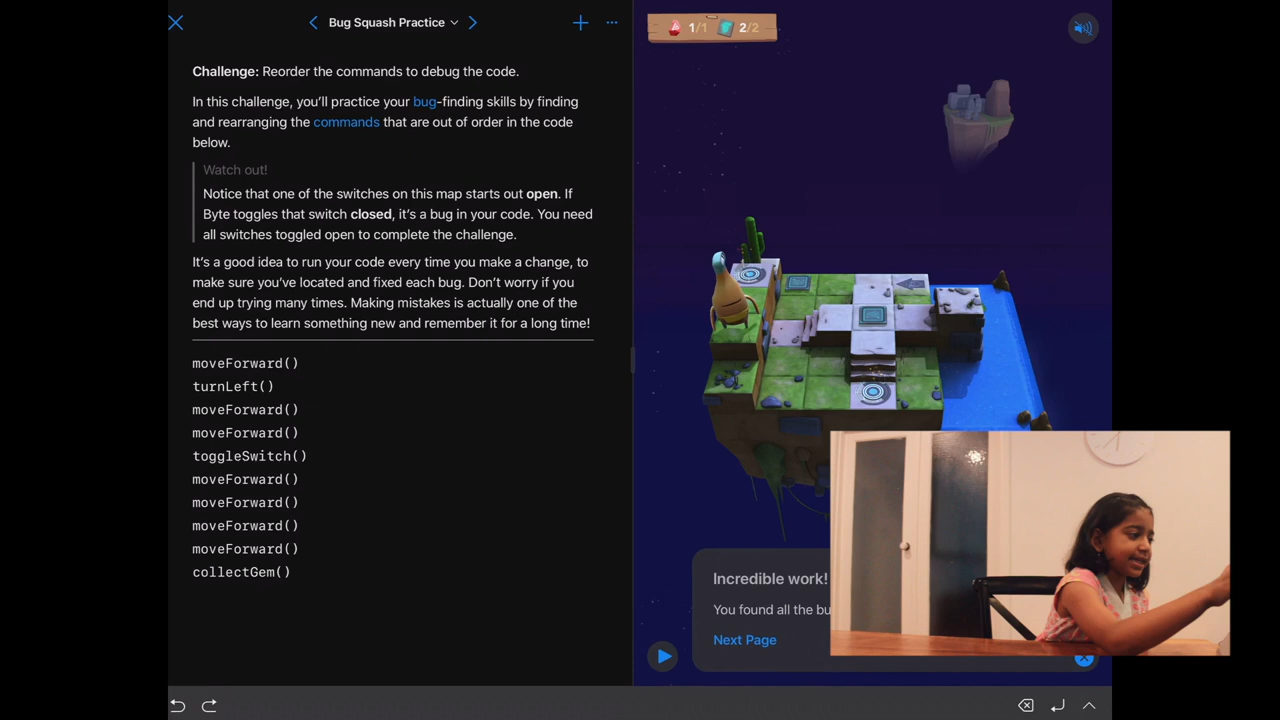 Bug Squash Practice
Challenge: Reorder the commands to debug the code.
In this challenge, you'll practice your bug-finding skills by finding
and rearranging the commands that are out of order in the code
below.
Watch out!
Notice that one of the switches on this map starts out open. If
Byte toggles that switch closed, it's a bug in your code. You need
all switches toggled open to complete the challenge.
It's a good idea to run your code every time you make a change, to
make sure you've located and fixed each bug. Don't worry if you
end up trying many times. Making mistakes is actually one of the
best ways to learn something new and remember it for a long time!
moveForward()
turnLeft()
moveForward()
moveForward()
toggleSwitch()
moveForward()
moveForward()
moveForward()
moveForward()
collectGem()
1/1 2/2
Incredible work!
You found all the bu
Next Page